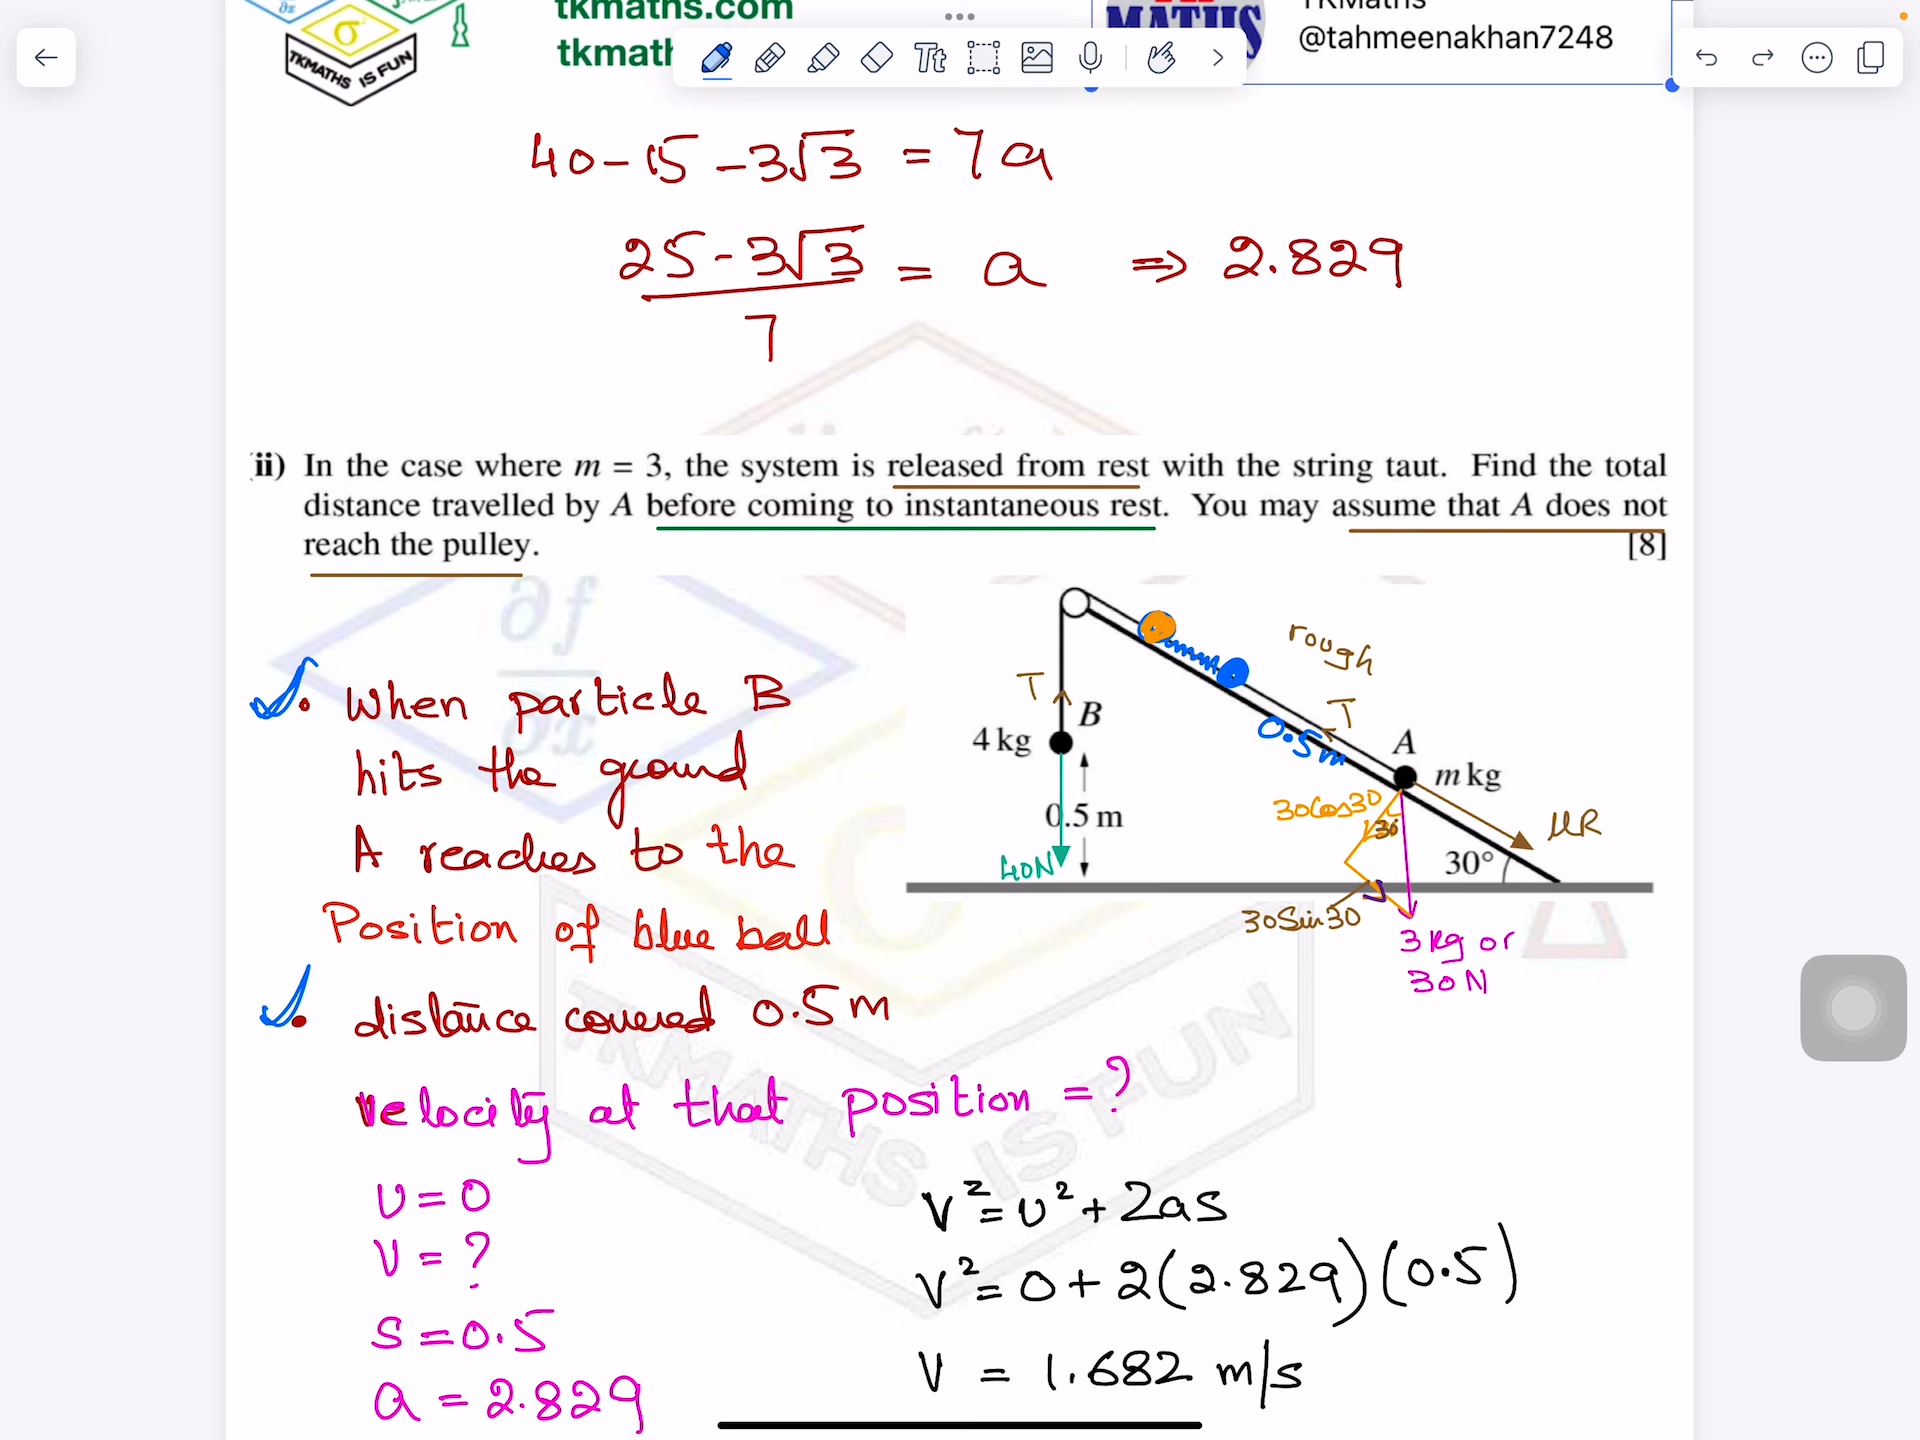 tkmaths.com
TKMATHS IS FUN
σ
MATHS
@tahmeenakhan7248
Tt
40 - 15 - 3√3 = 7a
25 - 3√3 = a ⇒ 2.829
7
ii) In the case where m = 3, the system is released from rest with the string taut. Find the total
distance travelled by A before coming to instantaneous rest. You may assume that A does not
reach the pulley. [8]
∂f
∂x
rough
T
T
B
0.5m
A
4 kg
m kg
30Cos30
30
0.5 m
μR
40N
30°
30Sin30
3kg or
30N
• When particle B
hits the ground
A reaches to the
Position of blue ball
• distance covered 0.5m
velocity at that position = ?
TKMATHS IS FUN
U = 0
V = ?
S = 0.5
a = 2.829
V² = U² + 2as
V² = 0 + 2(2.829)(0.5)
V = 1.682 m/s